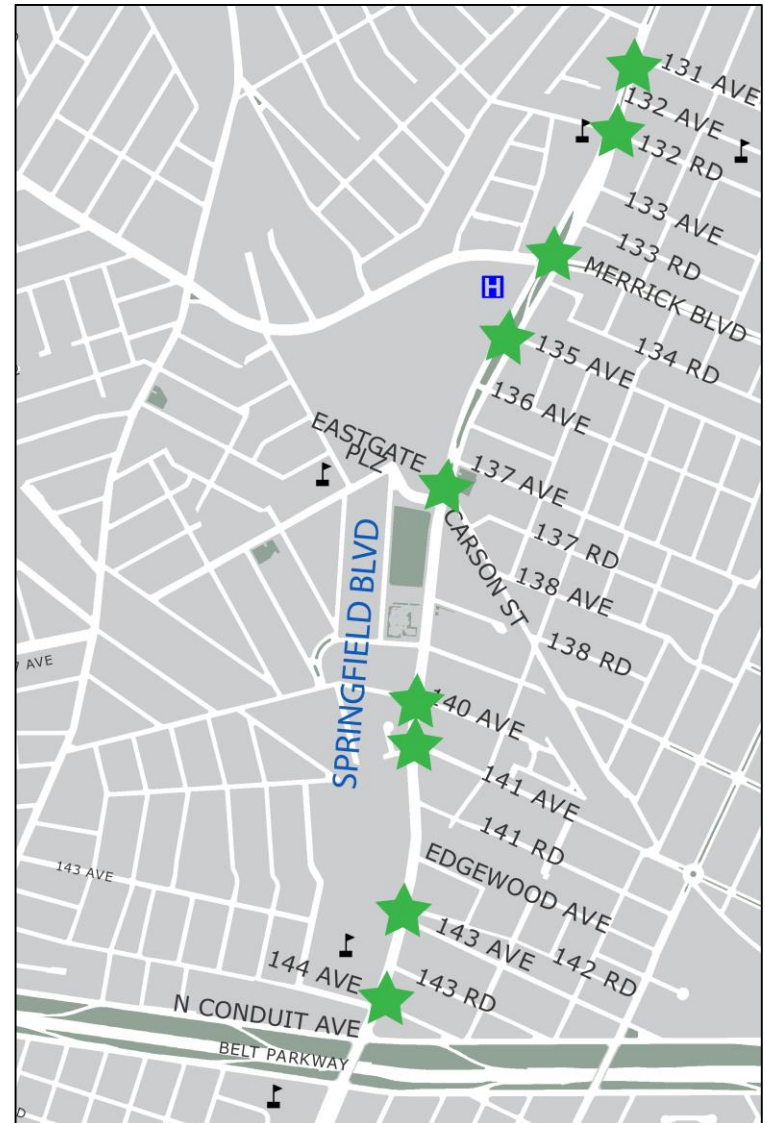 131 AVE
132 AVE
132 RD
133 AVE
133 RD
MERRICK BLVD
134 RD
135 AVE
136 AVE
EASTGATE
PLZ
137 AVE
CARSON ST
137 RD
138 AVE
138 RD
SPRINGFIELD BLVD
AVE
140 AVE
141 AVE
141 RD
EDGEWOOD AVE
143 AVE
143 AVE
142 RD
144 AVE
143 RD
N CONDUIT AVE
BELT PARKWAY
H